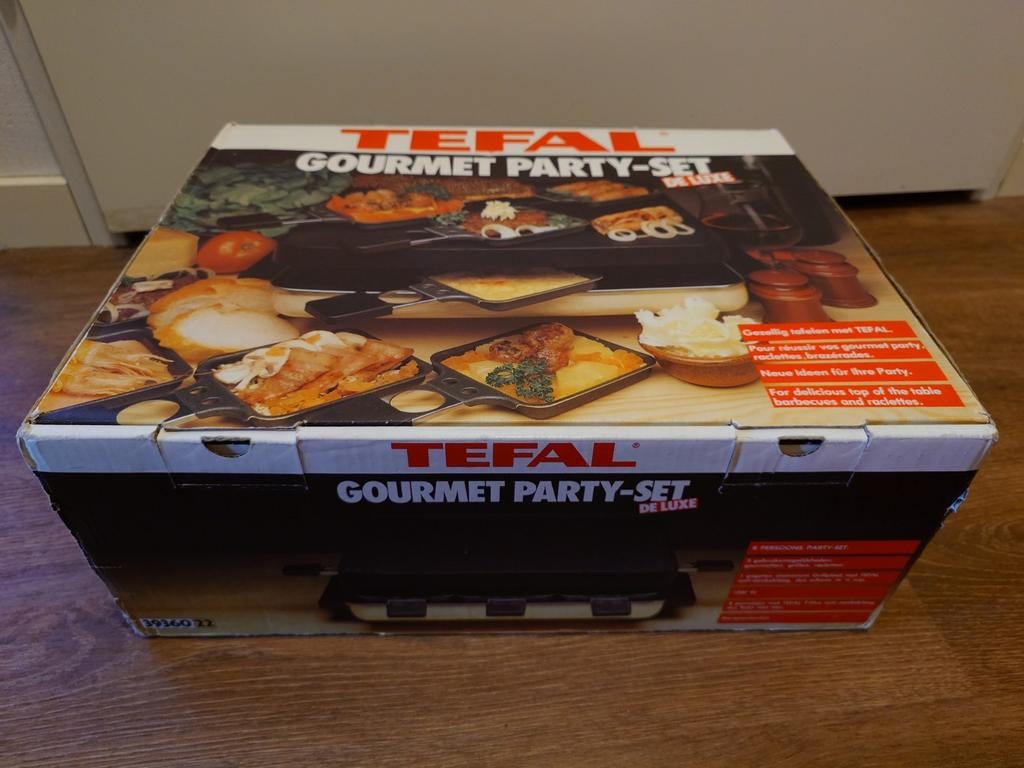 TEFAL®
GOURMET PARTY-SET
DE LUXE
Gezellig tafelen met TEFAL.
Pour réussir vos gourmet party,
raclettes, brazérades.
Neue Ideen für Ihre Party.
For delicious top of the table
barbecues and raclettes.
TEFAL®
GOURMET PARTY-SET
DE LUXE
PERSOONS PARTY-SET.
39360 22